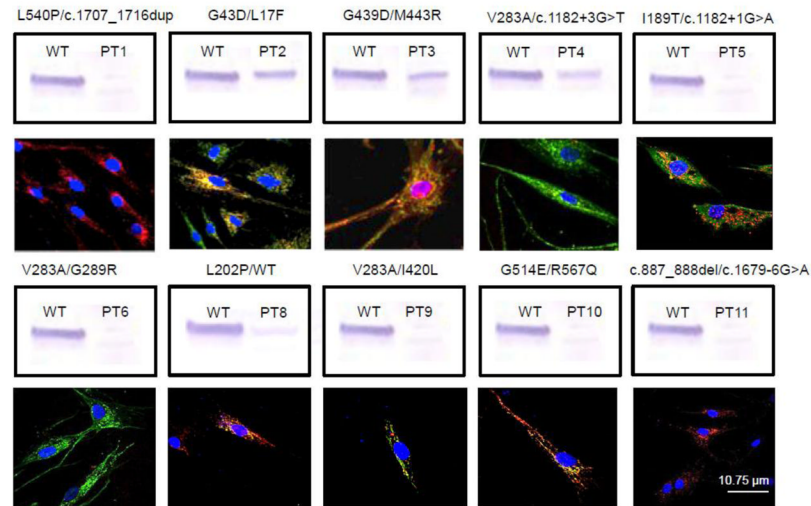 L540P/c.1707_1716dup G43D/L17F G439D/M443R V283A/c.1182+3G>T I189T/c.1182+1G>A
WT PT1 WT PT2 WT PT3 WT PT4 WT PT5
V283A/G289R L202P/WT V283A/I420L G514E/R567Q c.887_888del/c.1679-6G>A
WT PT6 WT PT8 WT PT9 WT PT10 WT PT11
10.75 µm